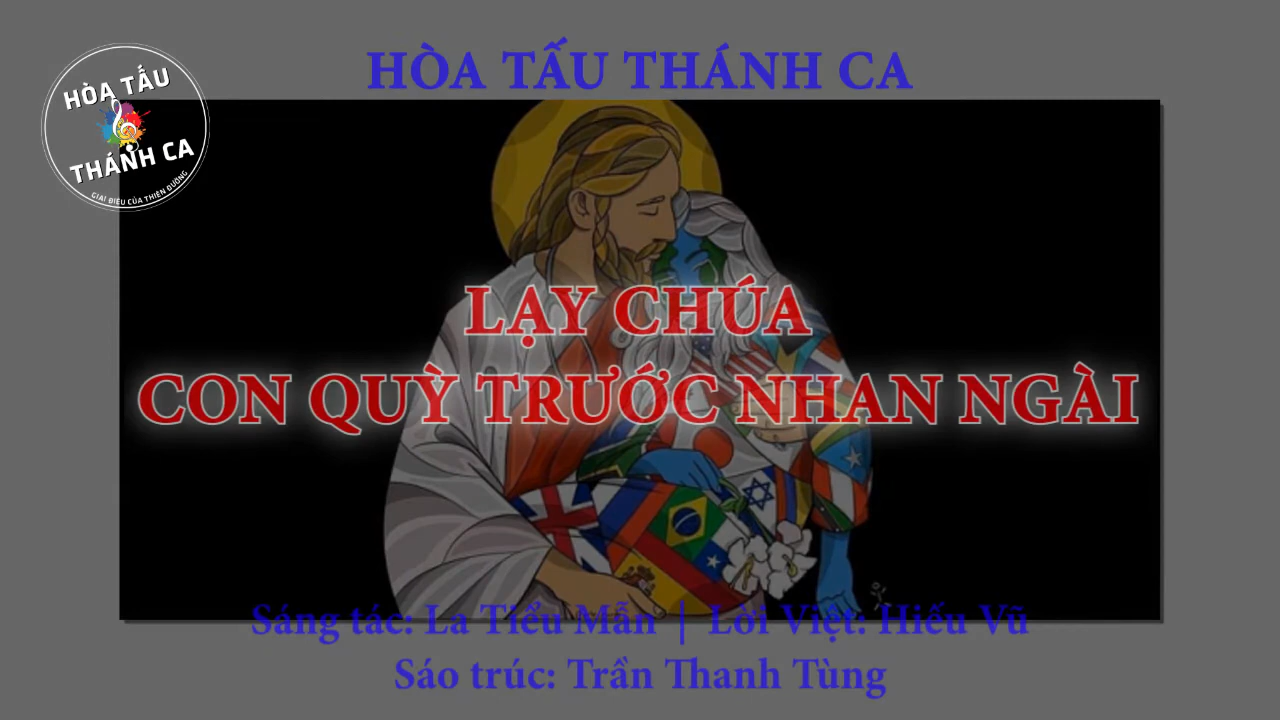 HÒA TẤU THÁNH CA
HÒA TẤU
THÁNH CA
GIAI ĐIỆU CỦA THIÊN ĐƯỜNG
LẠY CHÚA
CON QUỲ TRƯỚC NHAN NGÀI
Sáng tác: La Tiểu Mẫn | Lời Việt: Hiếu Vũ
Sáo trúc: Trần Thanh Tùng